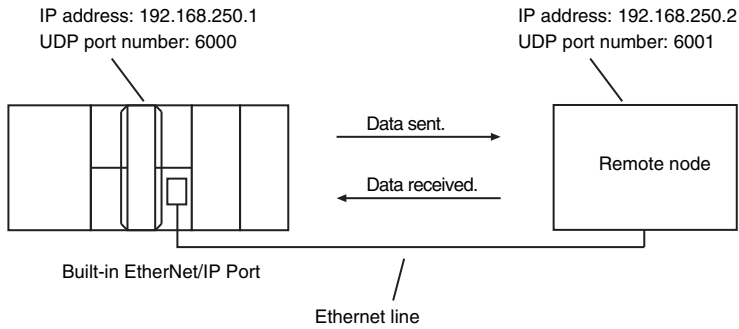 IP address: 192.168.250.1
UDP port number: 6000
IP address: 192.168.250.2
UDP port number: 6001
Data sent.
Remote node
Data received.
Built-in EtherNet/IP Port
Ethernet line